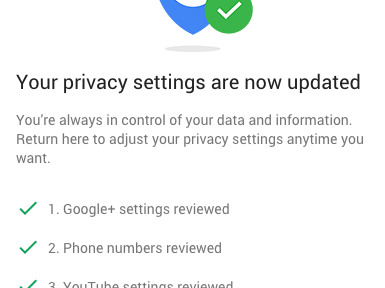 Your privacy settings are now updated
You're always in control of your data and information.
Return here to adjust your privacy settings anytime you
want.
1. Google+ settings reviewed
2. Phone numbers reviewed
3. YouTube settings reviewed